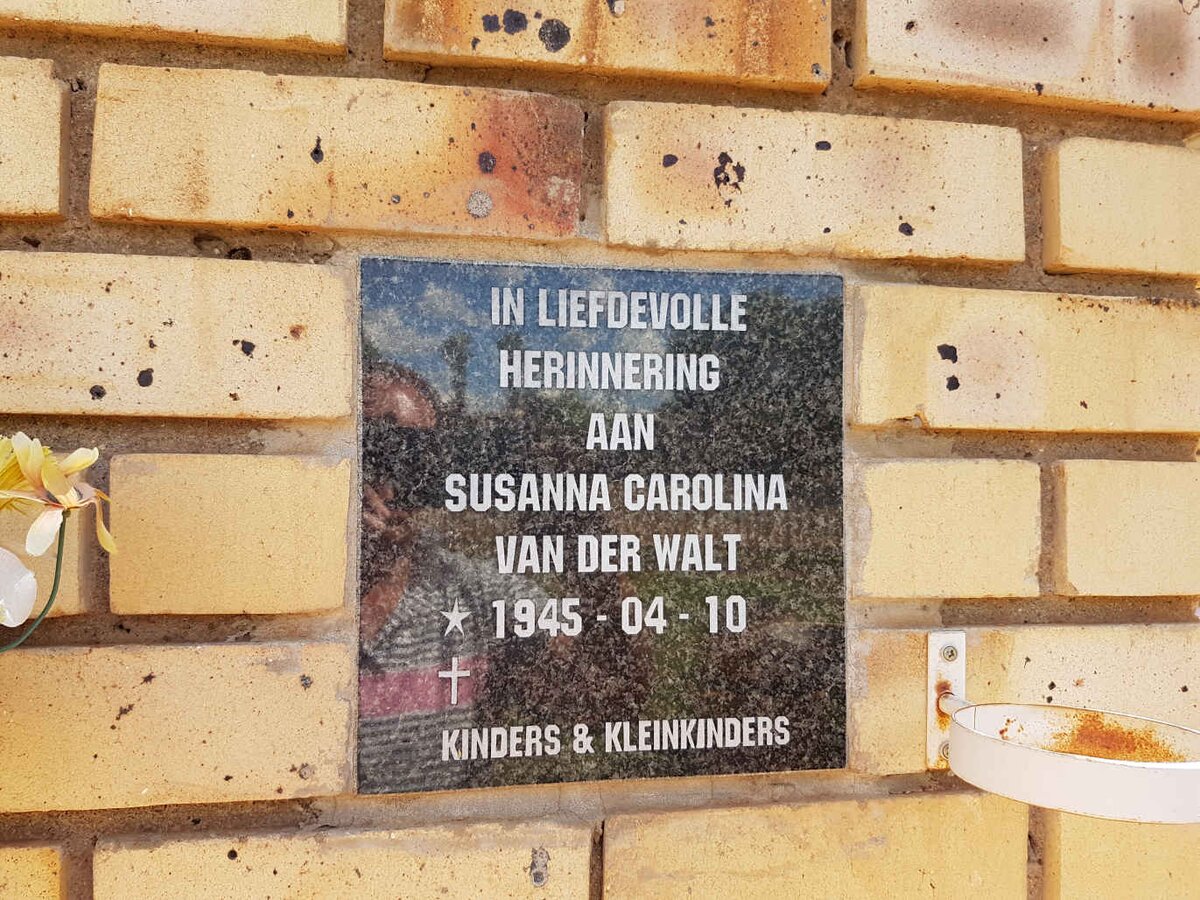 IN LIEFDEVOLLE
HERINNERING
AAN
SUSANNA CAROLINA
VAN DER WALT
★ 1945 - 04 - 10
✝
KINDERS & KLEINKINDERS